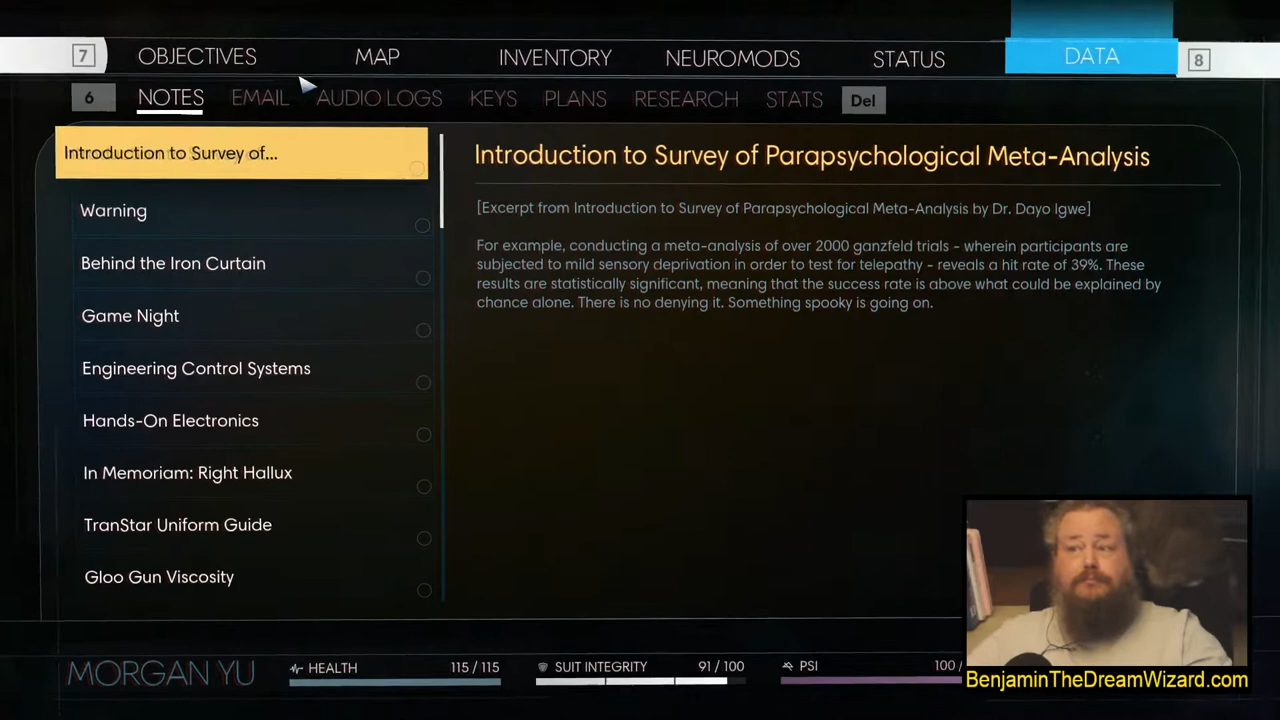 7 OBJECTIVES MAP INVENTORY NEUROMODS STATUS DATA 8
6 NOTES EMAIL AUDIO LOGS KEYS PLANS RESEARCH STATS Del
Introduction to Survey of...
Warning
Behind the Iron Curtain
Game Night
Engineering Control Systems
Hands-On Electronics
In Memoriam: Right Hallux
TranStar Uniform Guide
Gloo Gun Viscosity
Introduction to Survey of Parapsychological Meta-Analysis
[Excerpt from Introduction to Survey of Parapsychological Meta-Analysis by Dr. Dayo Igwe]
For example, conducting a meta-analysis of over 2000 ganzfeld trials - wherein participants are
subjected to mild sensory deprivation in order to test for telepathy - reveals a hit rate of 39%. These
results are statistically significant, meaning that the success rate is above what could be explained by
chance alone. There is no denying it. Something spooky is going on.
MORGAN YU HEALTH 115 / 115 SUIT INTEGRITY 91 / 100 PSI 100 /
BenjaminTheDreamWizard.com